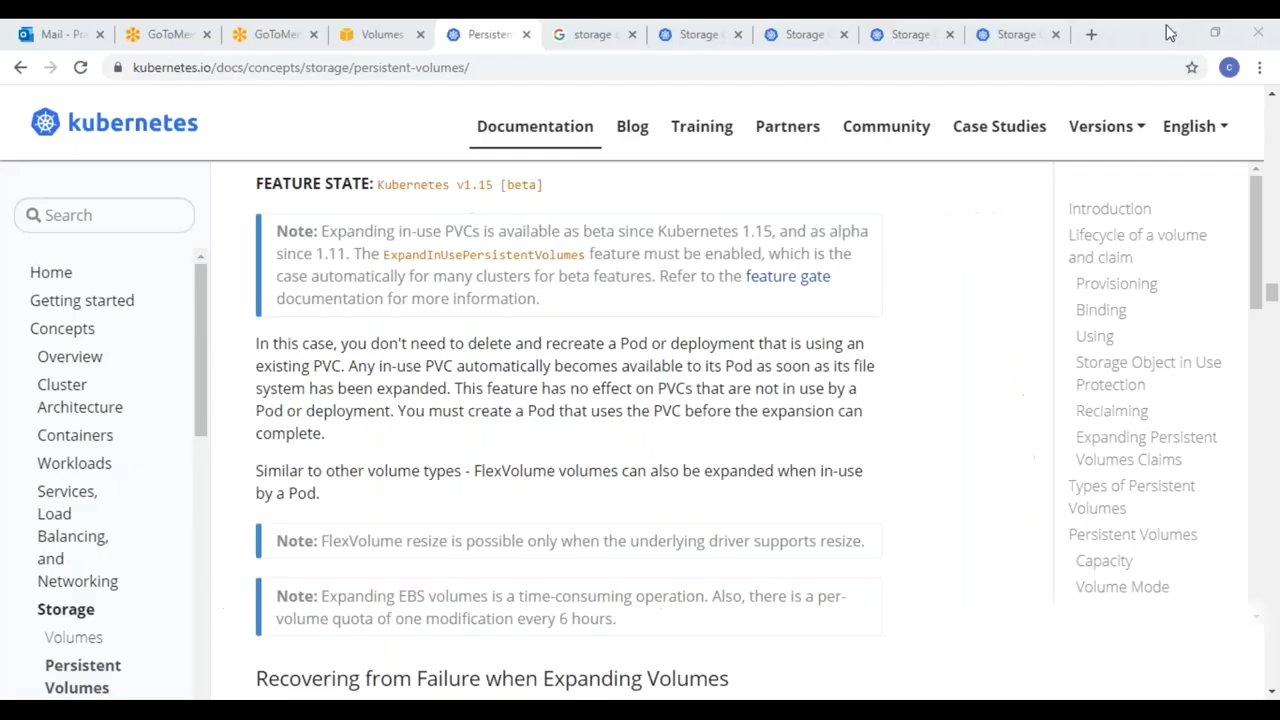 Mail - Pr
GoToMe
GoToMe
Volumes
Persisten
storage
Storage
Storage
Storage
Storage
kubernetes.io/docs/concepts/storage/persistent-volumes/
C
kubernetes
Documentation
Blog
Training
Partners
Community
Case Studies
Versions
English
Search
Home
Getting started
Concepts
Overview
Cluster
Architecture
Containers
Workloads
Services,
Load
Balancing,
and
Networking
Storage
Volumes
Persistent
Volumes
FEATURE STATE: Kubernetes v1.15 [beta]
Note: Expanding in-use PVCs is available as beta since Kubernetes 1.15, and as alpha
since 1.11. The ExpandInUsePersistentVolumes feature must be enabled, which is the
case automatically for many clusters for beta features. Refer to the feature gate
documentation for more information.
In this case, you don't need to delete and recreate a Pod or deployment that is using an
existing PVC. Any in-use PVC automatically becomes available to its Pod as soon as its file
system has been expanded. This feature has no effect on PVCs that are not in use by a
Pod or deployment. You must create a Pod that uses the PVC before the expansion can
complete.
Similar to other volume types - FlexVolume volumes can also be expanded when in-use
by a Pod.
Note: FlexVolume resize is possible only when the underlying driver supports resize.
Note: Expanding EBS volumes is a time-consuming operation. Also, there is a per-
volume quota of one modification every 6 hours.
Recovering from Failure when Expanding Volumes
Introduction
Lifecycle of a volume
and claim
Provisioning
Binding
Using
Storage Object in Use
Protection
Reclaiming
Expanding Persistent
Volumes Claims
Types of Persistent
Volumes
Persistent Volumes
Capacity
Volume Mode